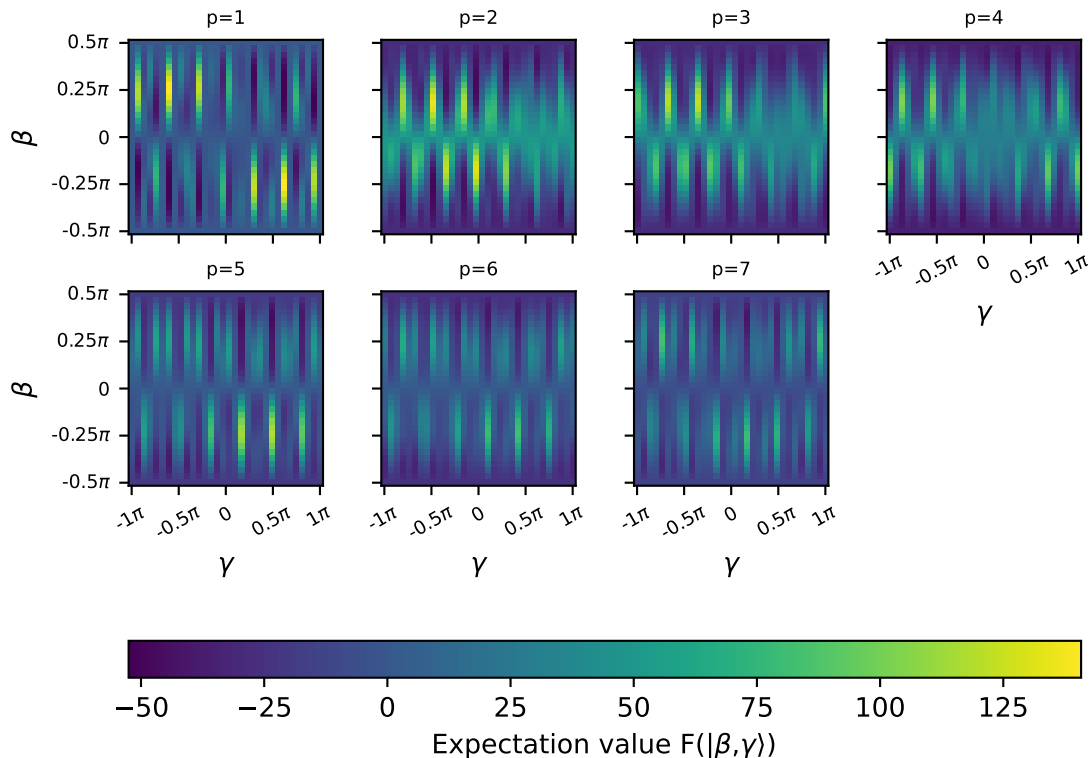 p=1 p=2 p=3 p=4
0.5π
0.25π
0
-0.25π
-0.5π
β
-1π -0.5π 0 0.5π 1π
γ
p=5 p=6 p=7
0.5π
0.25π
0
-0.25π
-0.5π
β
-1π -0.5π 0 0.5π 1π -1π -0.5π 0 0.5π 1π -1π -0.5π 0 0.5π 1π
γ γ γ
−50 −25 0 25 50 75 100 125
Expectation value F(|β,γ⟩)